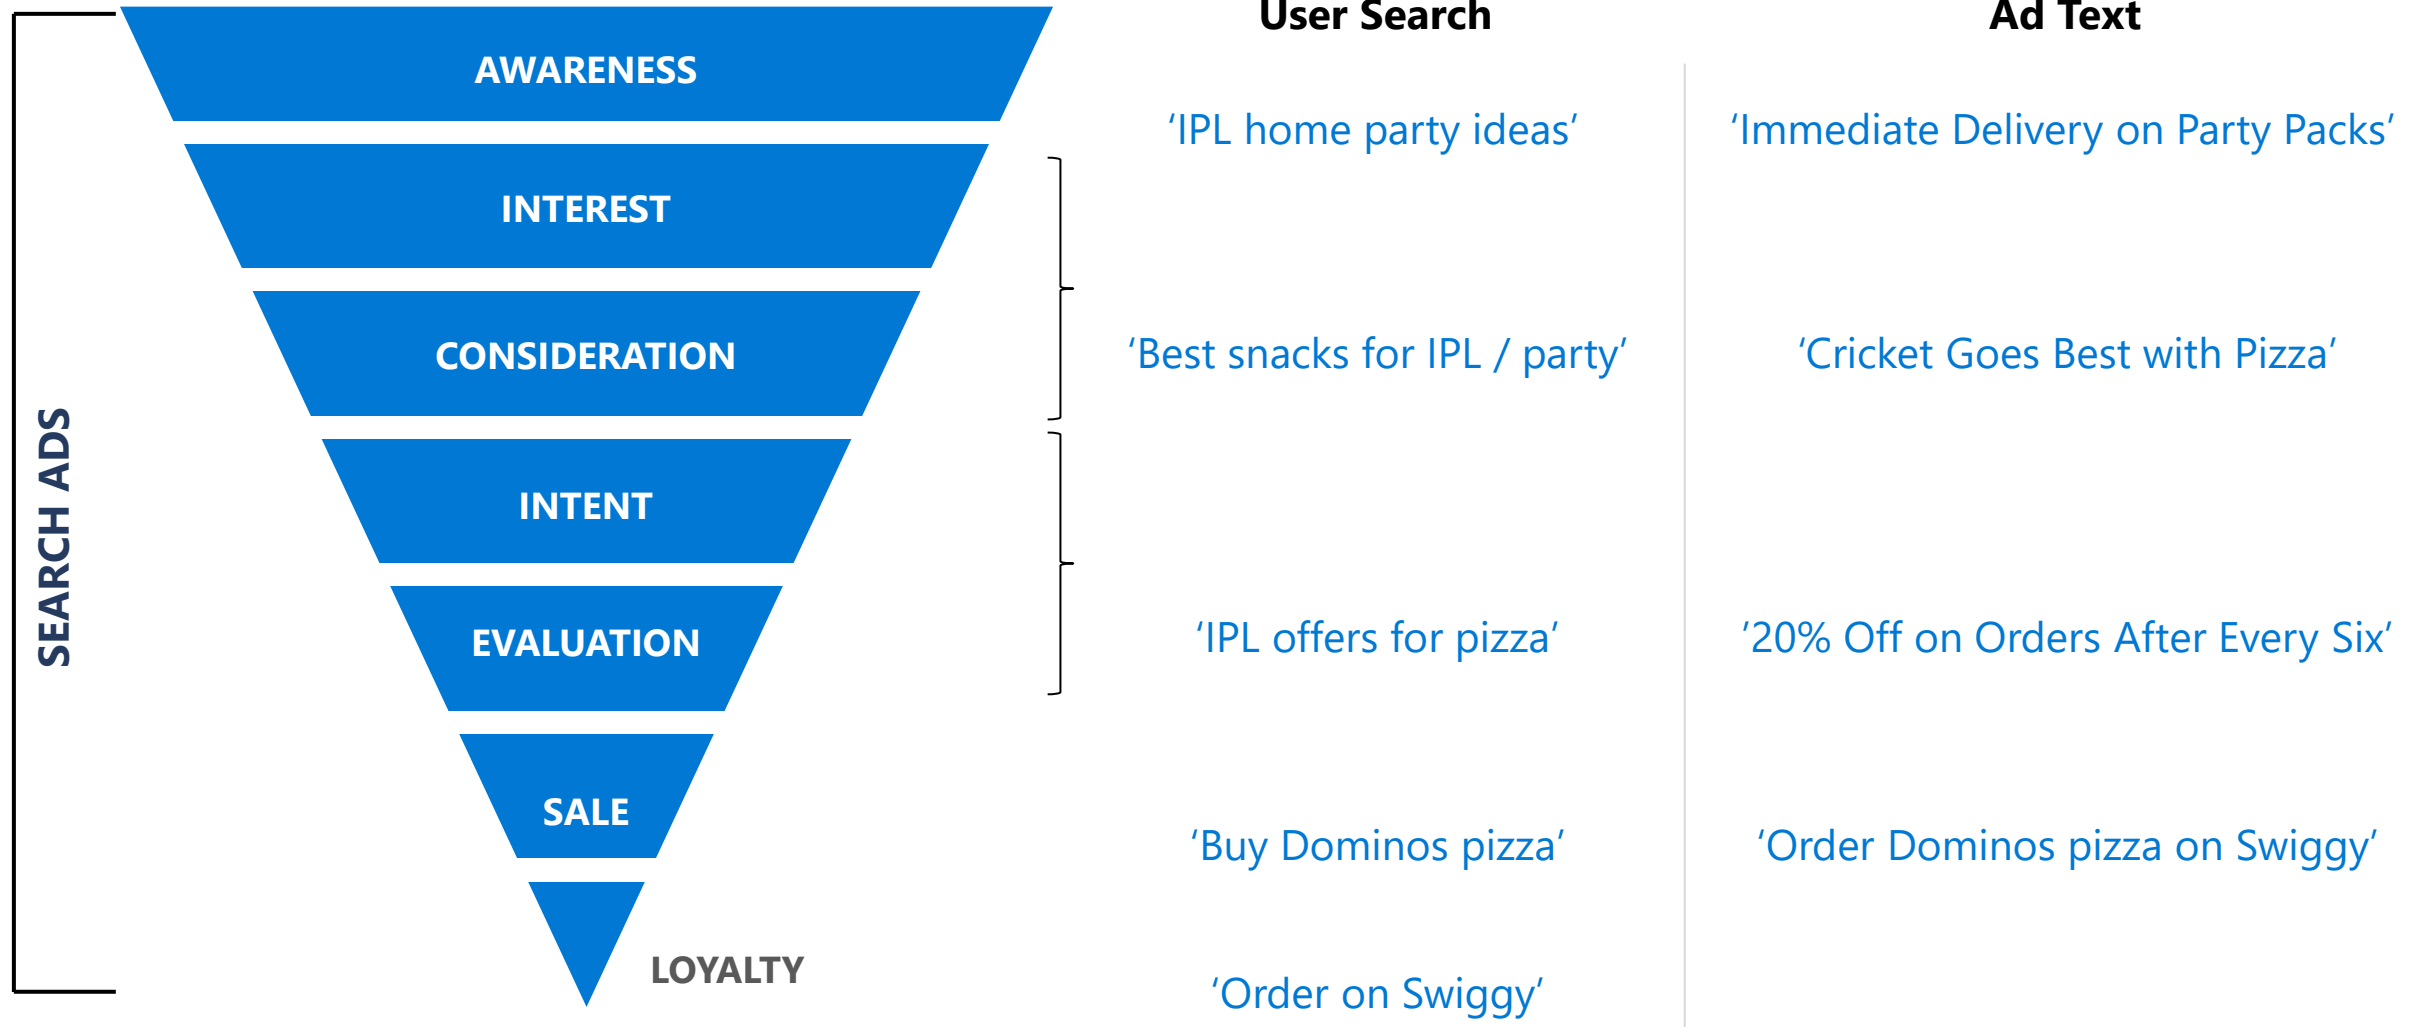 User Search
Ad Text
AWARENESS
‘IPL home party ideas’
‘Immediate Delivery on Party Packs’
INTEREST
CONSIDERATION
‘Best snacks for IPL / party’
‘Cricket Goes Best with Pizza’
SEARCH ADS
INTENT
EVALUATION
‘IPL offers for pizza’
’20% Off on Orders After Every Six’
SALE
‘Buy Dominos pizza’
‘Order Dominos pizza on Swiggy’
LOYALTY
‘Order on Swiggy’